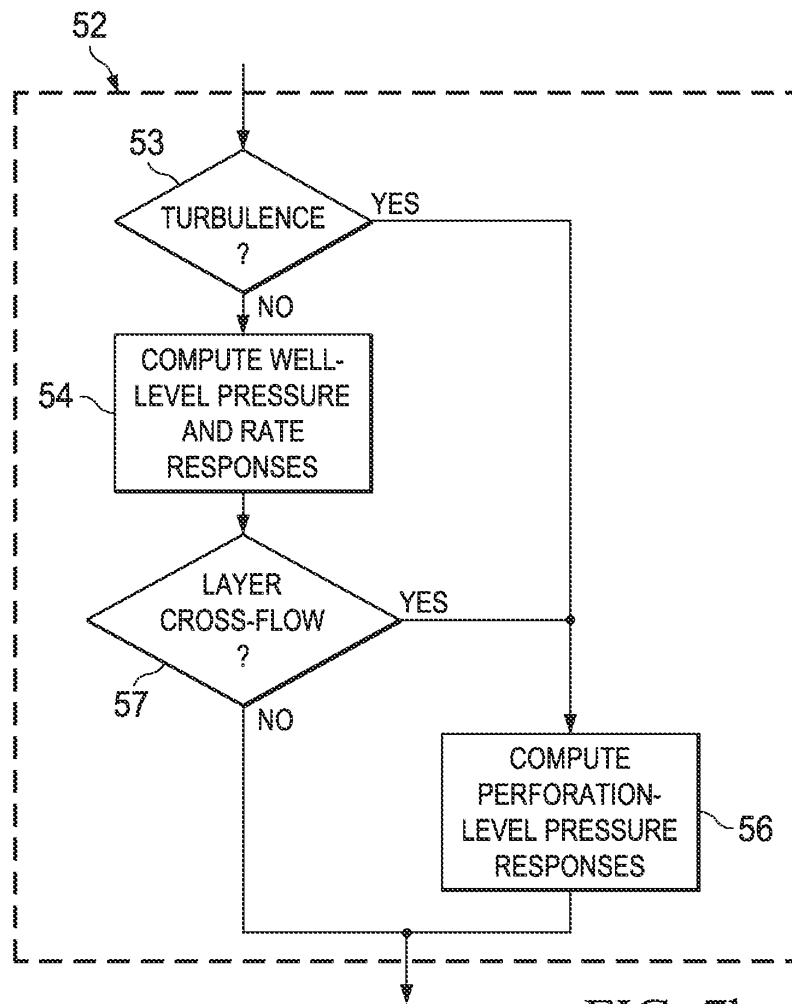 52
53
TURBULENCE
?
YES
NO
54
COMPUTE WELL-
LEVEL PRESSURE
AND RATE
RESPONSES
LAYER
CROSS-FLOW
?
YES
57
NO
COMPUTE
PERFORATION-
LEVEL PRESSURE
RESPONSES
56